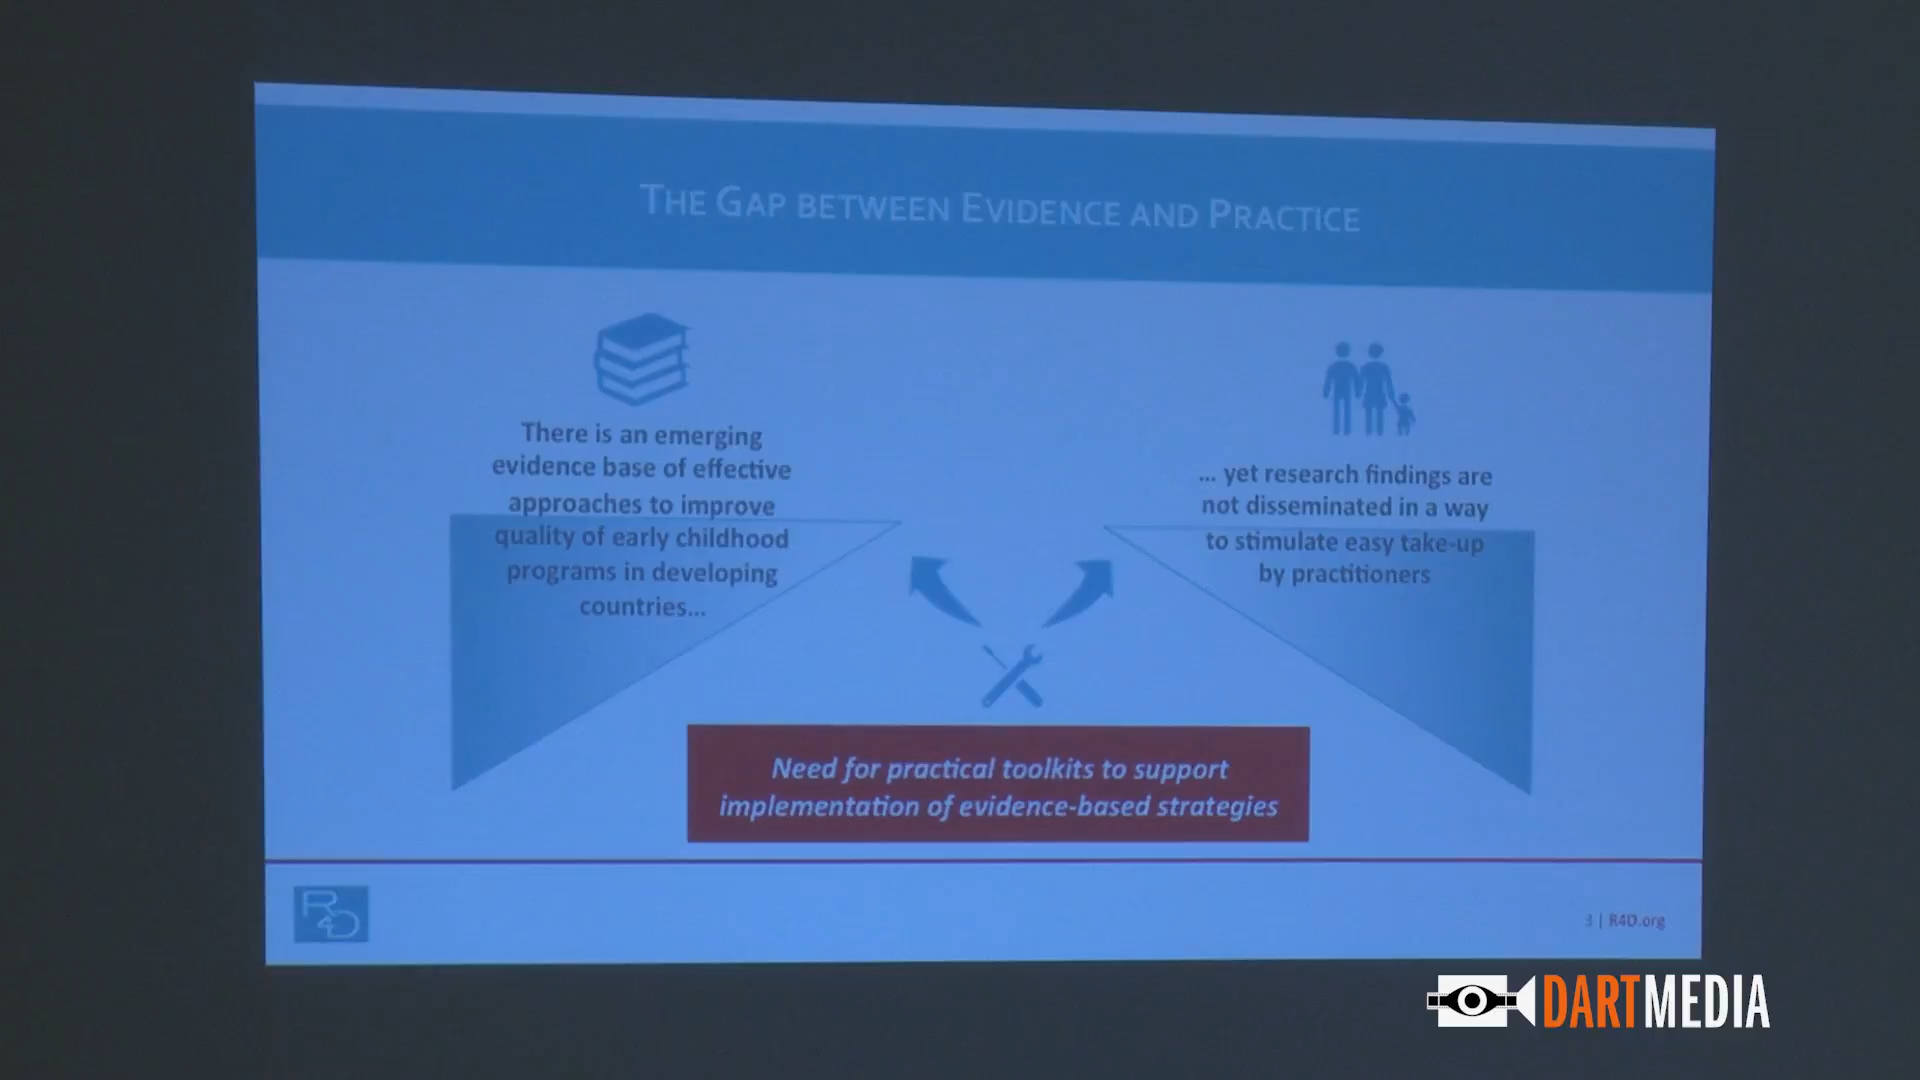 THE GAP BETWEEN EVIDENCE AND PRACTICE
There is an emerging
evidence base of effective
approaches to improve
quality of early childhood
programs in developing
countries...
... yet research findings are
not disseminated in a way
to stimulate easy take-up
by practitioners
Need for practical toolkits to support
implementation of evidence-based strategies
R4D
3 | R4D.org
DARTMEDIA